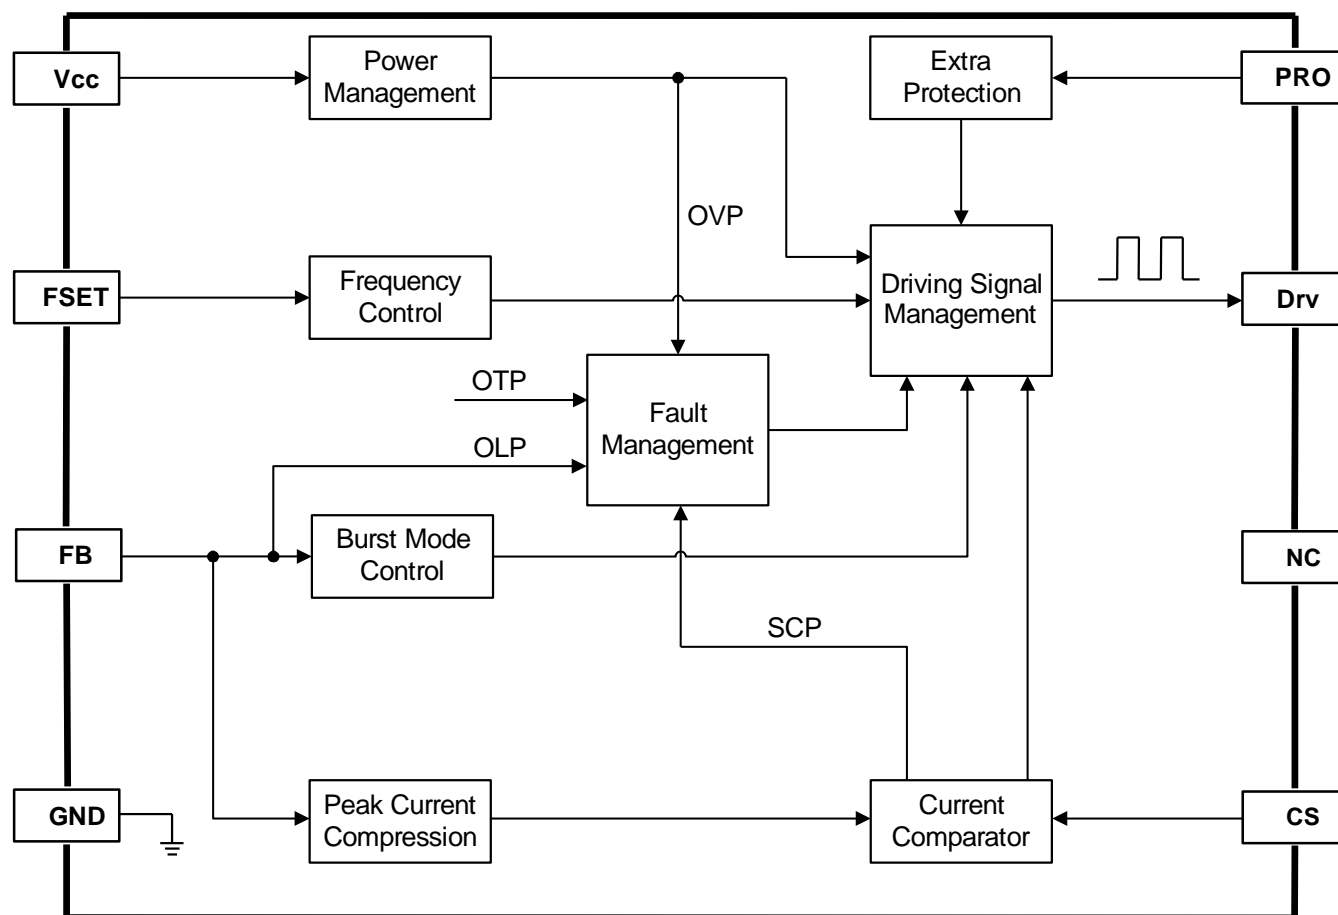 Vcc
Power
Management
Extra
Protection
PRO
OVP
FSET
Frequency
Control
Driving Signal
Management
Drv
OTP
Fault
Management
OLP
FB
Burst Mode
Control
NC
SCP
GND
Peak Current
Compression
Current
Comparator
CS